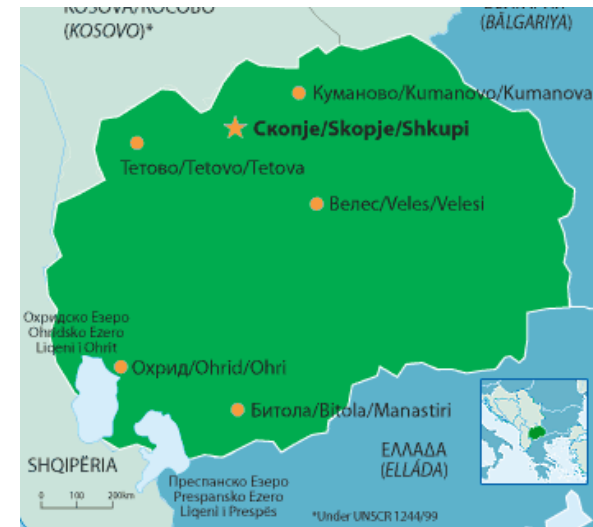 KOSOVA/KOCOBO
(KOSOVO)*
(BĂLGARIYA)
Куманово/Kumanovo/Kumanova
Скопје/Skopje/Shkupi
Тетово/Tetovo/Tetova
Велес/Veles/Velesi
Охридско Езеро
Ohridsko Ezero
Liqeni i Ohrit
Охрид/Ohrid/Ohri
Битола/Bitola/Manastiri
ΕΛΛΑΔΑ
(ELLÁDA)
SHQIPËRIA
Преспанско Езеро
Prespansko Ezero
Liqeni i Prespës
0 100 200km
*Under UNSCR 1244/99